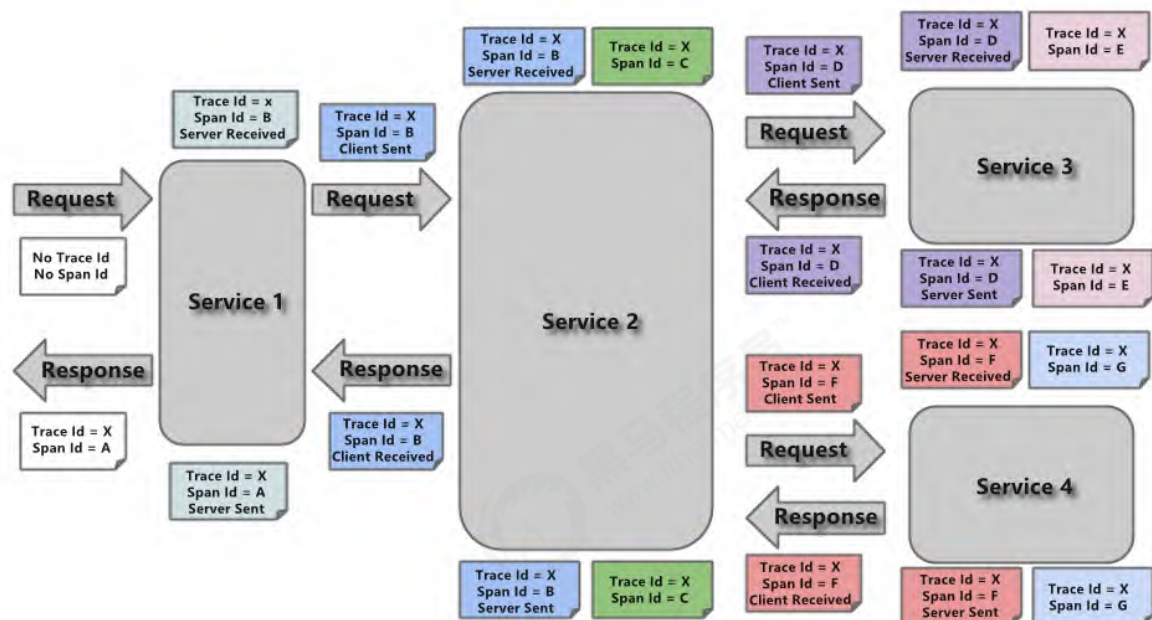 Trace Id = X
Span Id = B
Server Received
Trace Id = X
Span Id = C
Trace Id = X
Span Id = D
Client Sent
Trace Id = X
Span Id = D
Server Received
Trace Id = X
Span Id = E
Trace Id = x
Span Id = B
Server Received
Trace Id = X
Span Id = B
Client Sent
Request
Service 3
Request
Request
Response
No Trace Id
No Span Id
Trace Id = X
Span Id = D
Client Received
Trace Id = X
Span Id = D
Server Sent
Trace Id = X
Span Id = E
Service 1
Service 2
Response
Response
Trace Id = X
Span Id = F
Client Sent
Trace Id = X
Span Id = F
Server Received
Trace Id = X
Span Id = G
Trace Id = X
Span Id = A
Trace Id = X
Span Id = B
Client Received
Request
Service 4
Trace Id = X
Span Id = A
Server Sent
Response
Trace Id = X
Span Id = B
Server Sent
Trace Id = X
Span Id = C
Trace Id = X
Span Id = F
Client Received
Trace Id = X
Span Id = F
Server Sent
Trace Id = X
Span Id = G